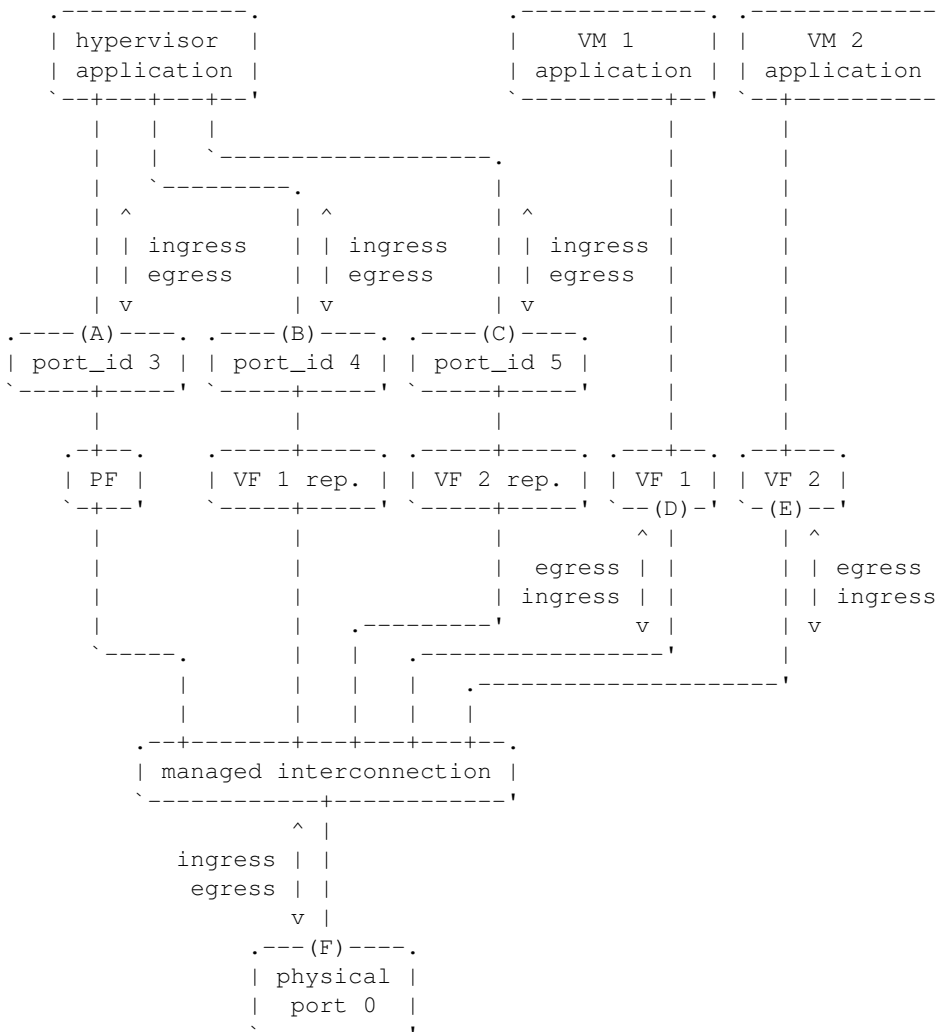 hypervisor VM 1 VM 2
application application application
ingress ingress ingress
egress egress egress
(A) (B) (C)
port_id 3 port_id 4 port_id 5
PF VF 1 rep. VF 2 rep. VF 1 VF 2
(D) (E)
egress egress
ingress ingress
managed interconnection
ingress
egress
(F)
physical
port 0